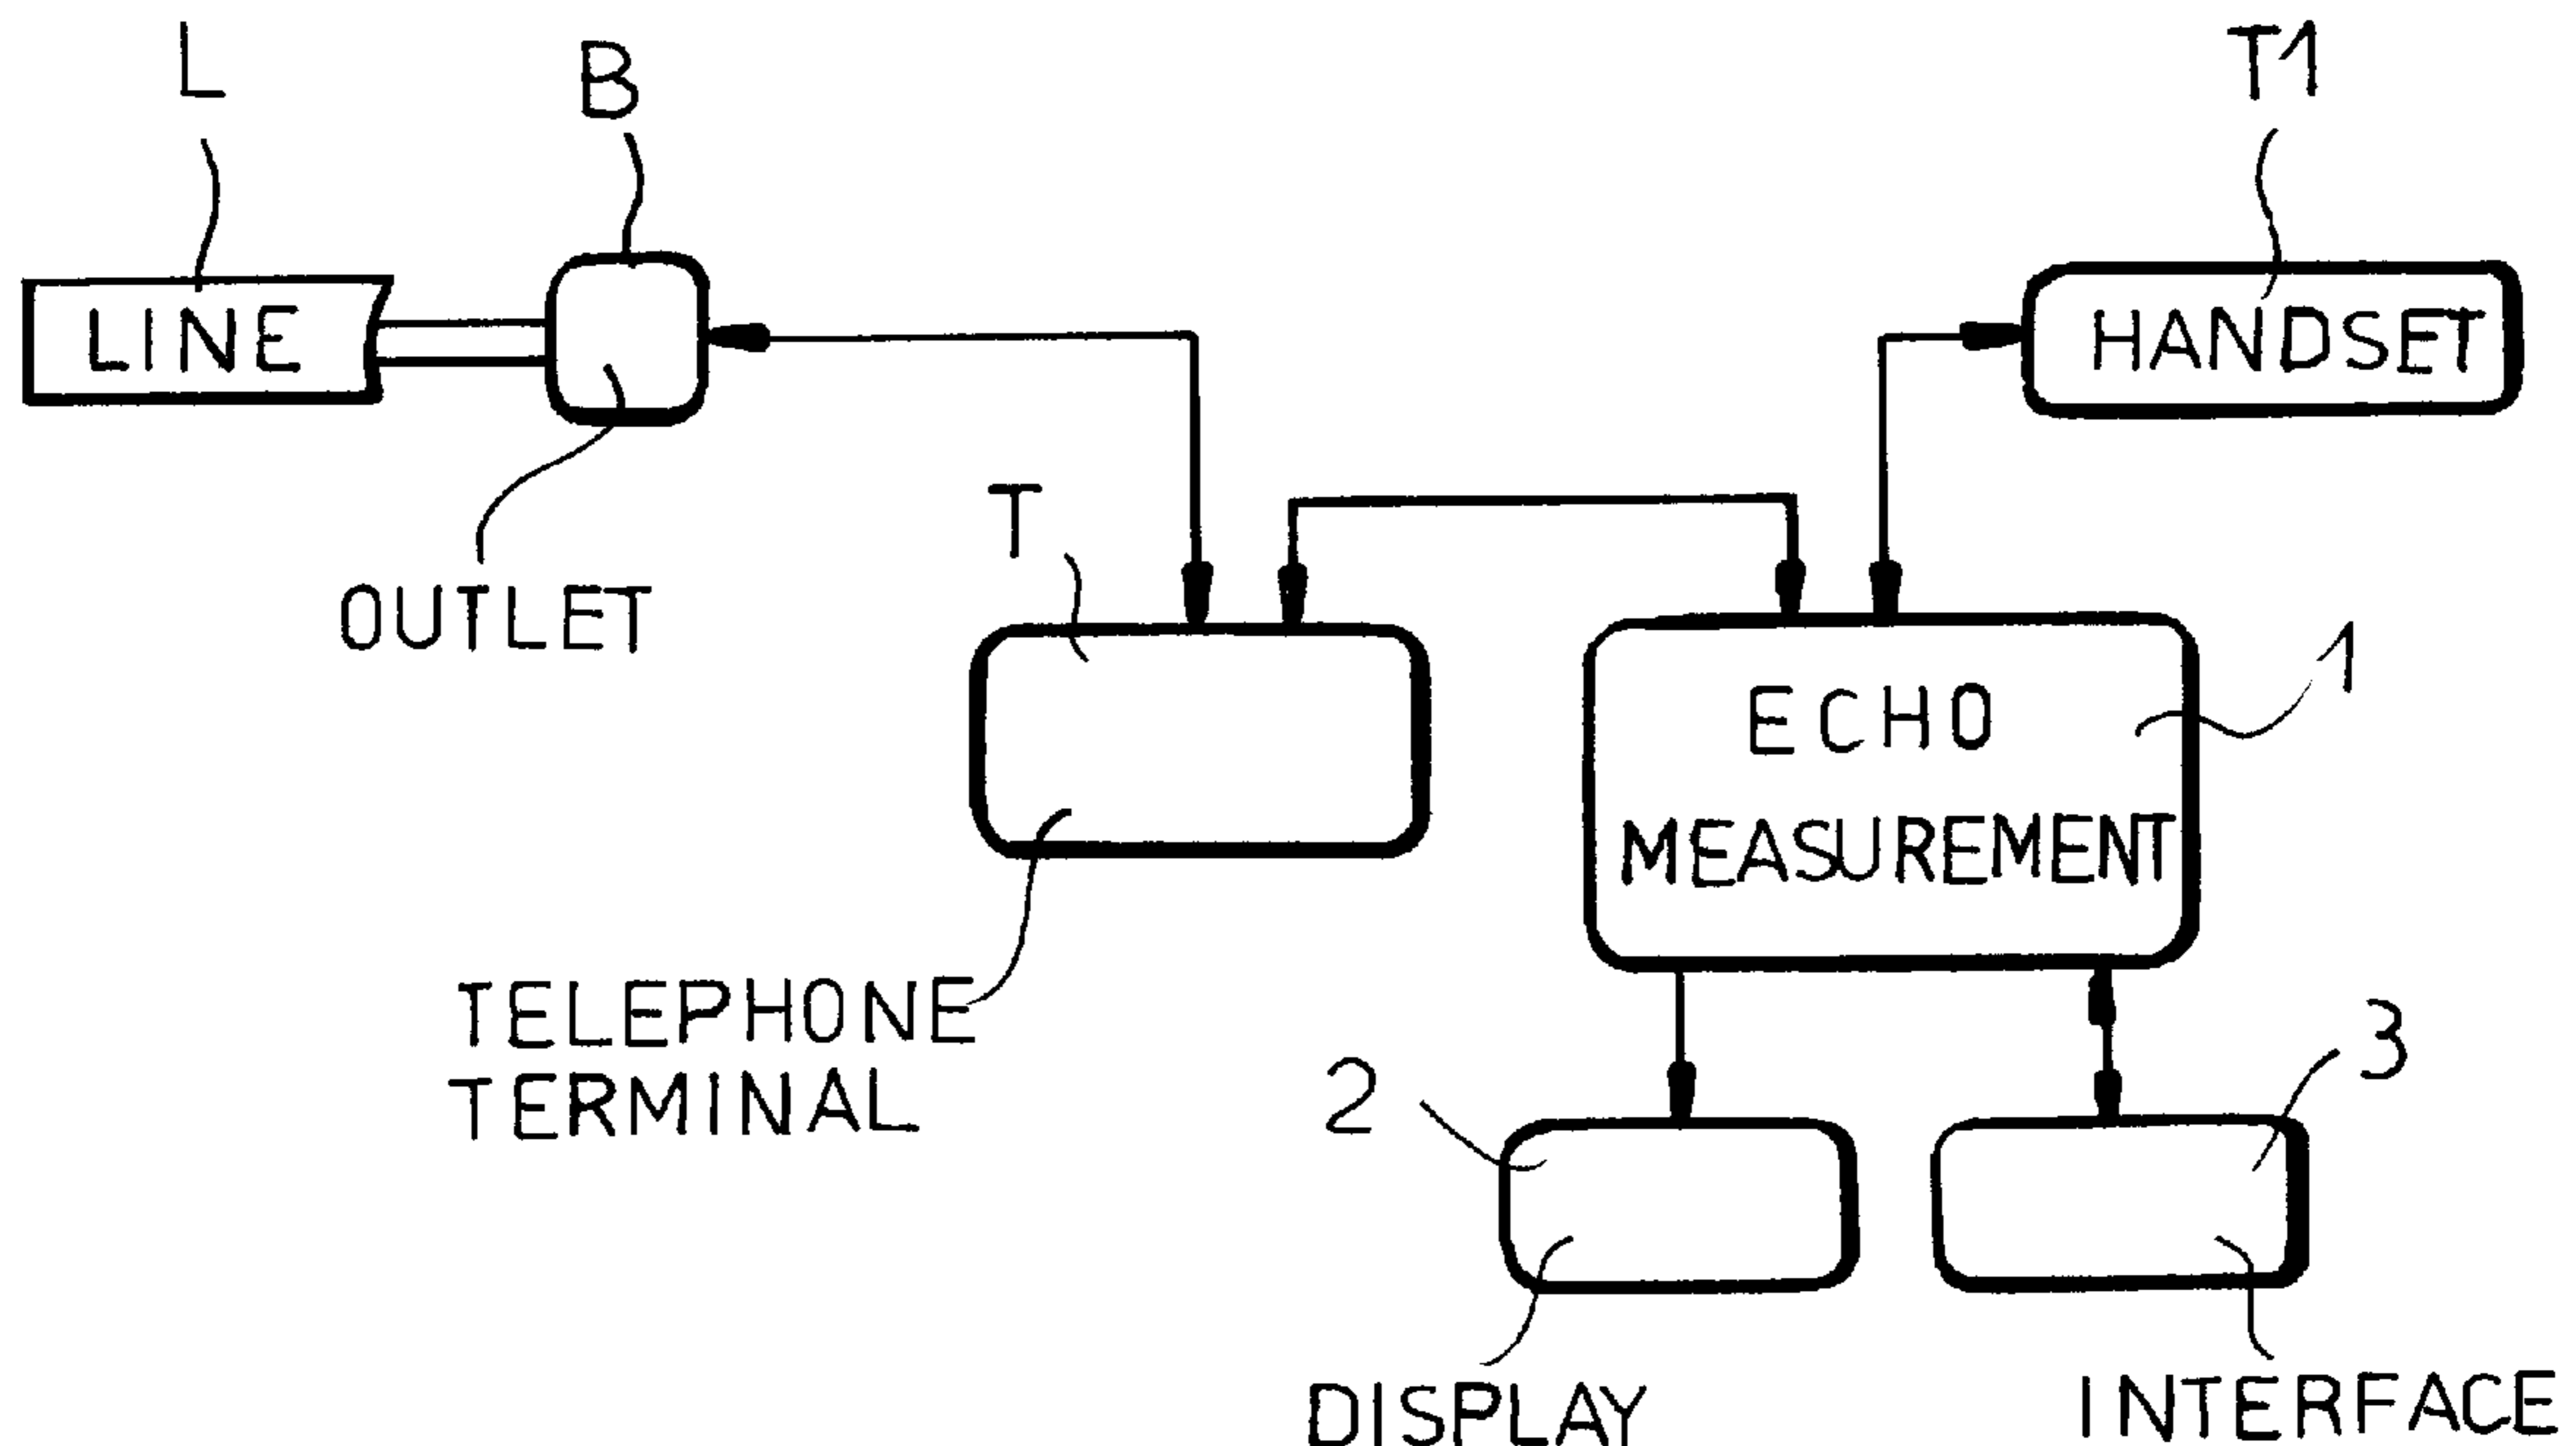 L
B
T1
LINE
HANDSET
T
OUTLET
1
ECHO
MEASUREMENT
TELEPHONE
TERMINAL
2
3
DISPLAY
INTERFACE